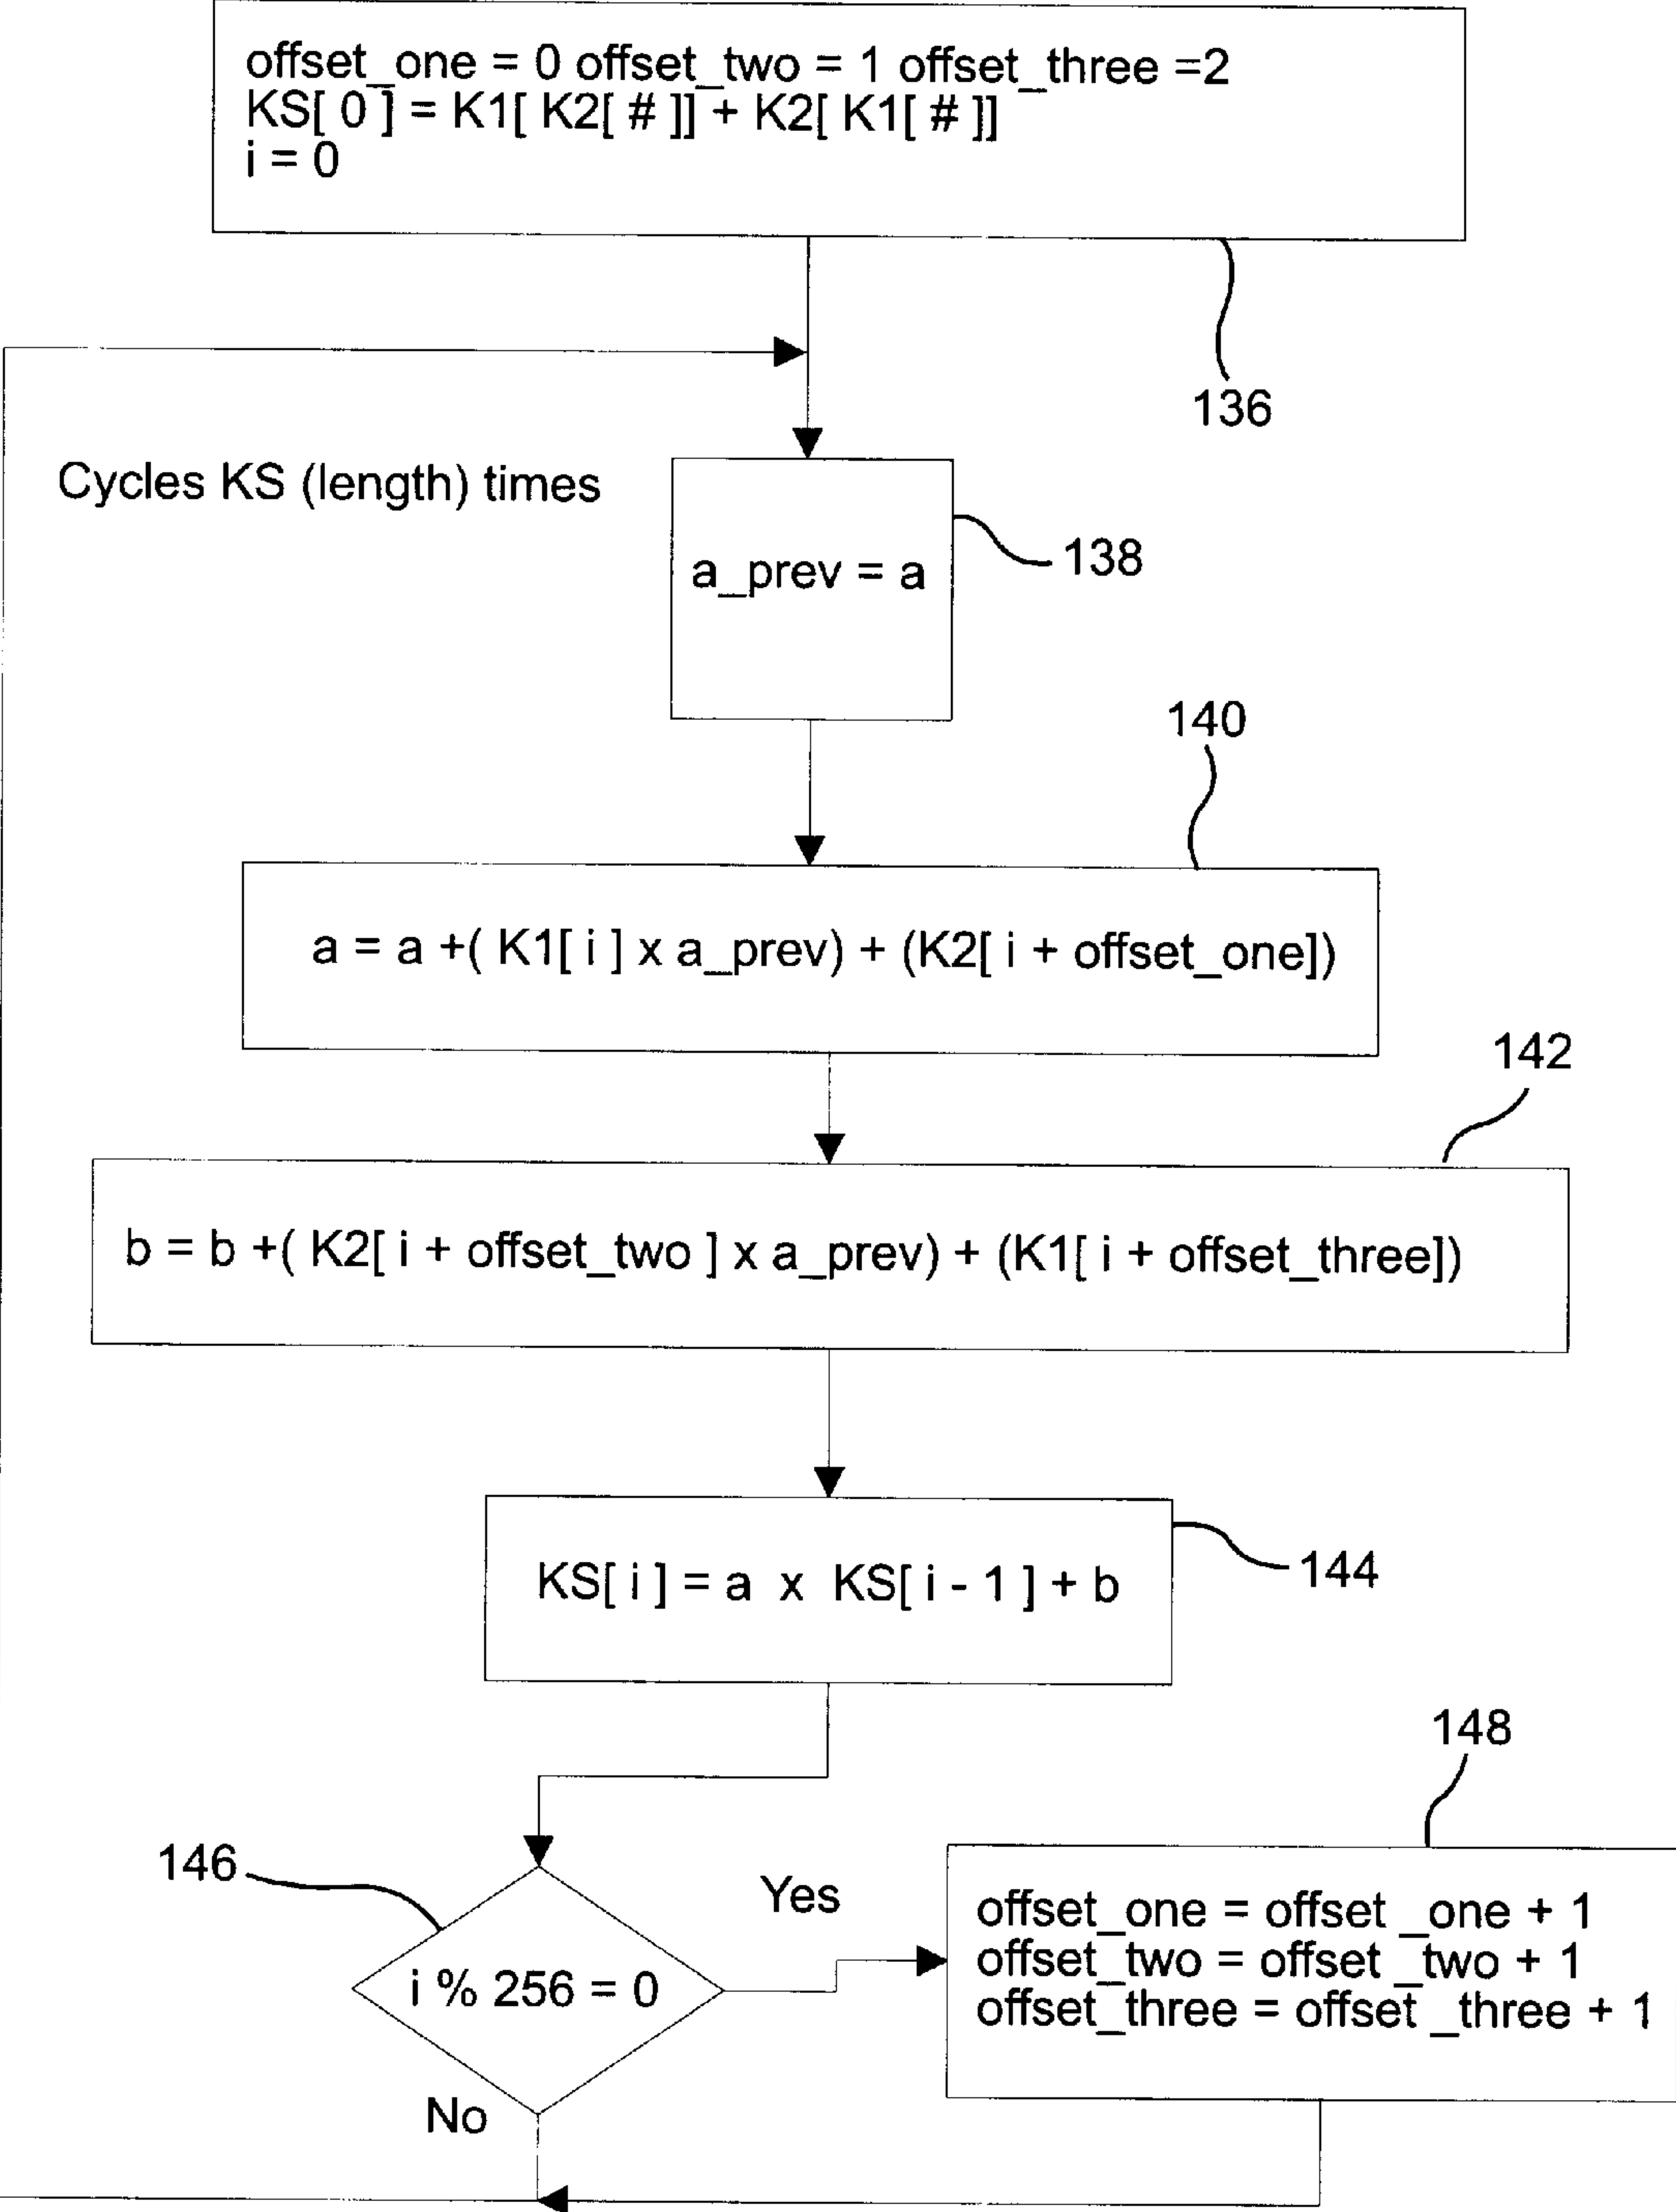 offset_one = 0 offset_two = 1 offset_three =2
KS[ 0 ] = K1[ K2[ # ]] + K2[ K1[ # ]]
i = 0
136
Cycles KS (length) times
a_prev = a
138
140
a = a +( K1[ i ] x a_prev) + (K2[ i + offset_one])
142
b = b +( K2[ i + offset_two ] x a_prev) + (K1[ i + offset_three])
KS[ i ] = a x KS[ i - 1 ] + b
144
148
146
Yes
offset_one = offset _one + 1
offset_two = offset _two + 1
offset_three = offset _three + 1
i % 256 = 0
No